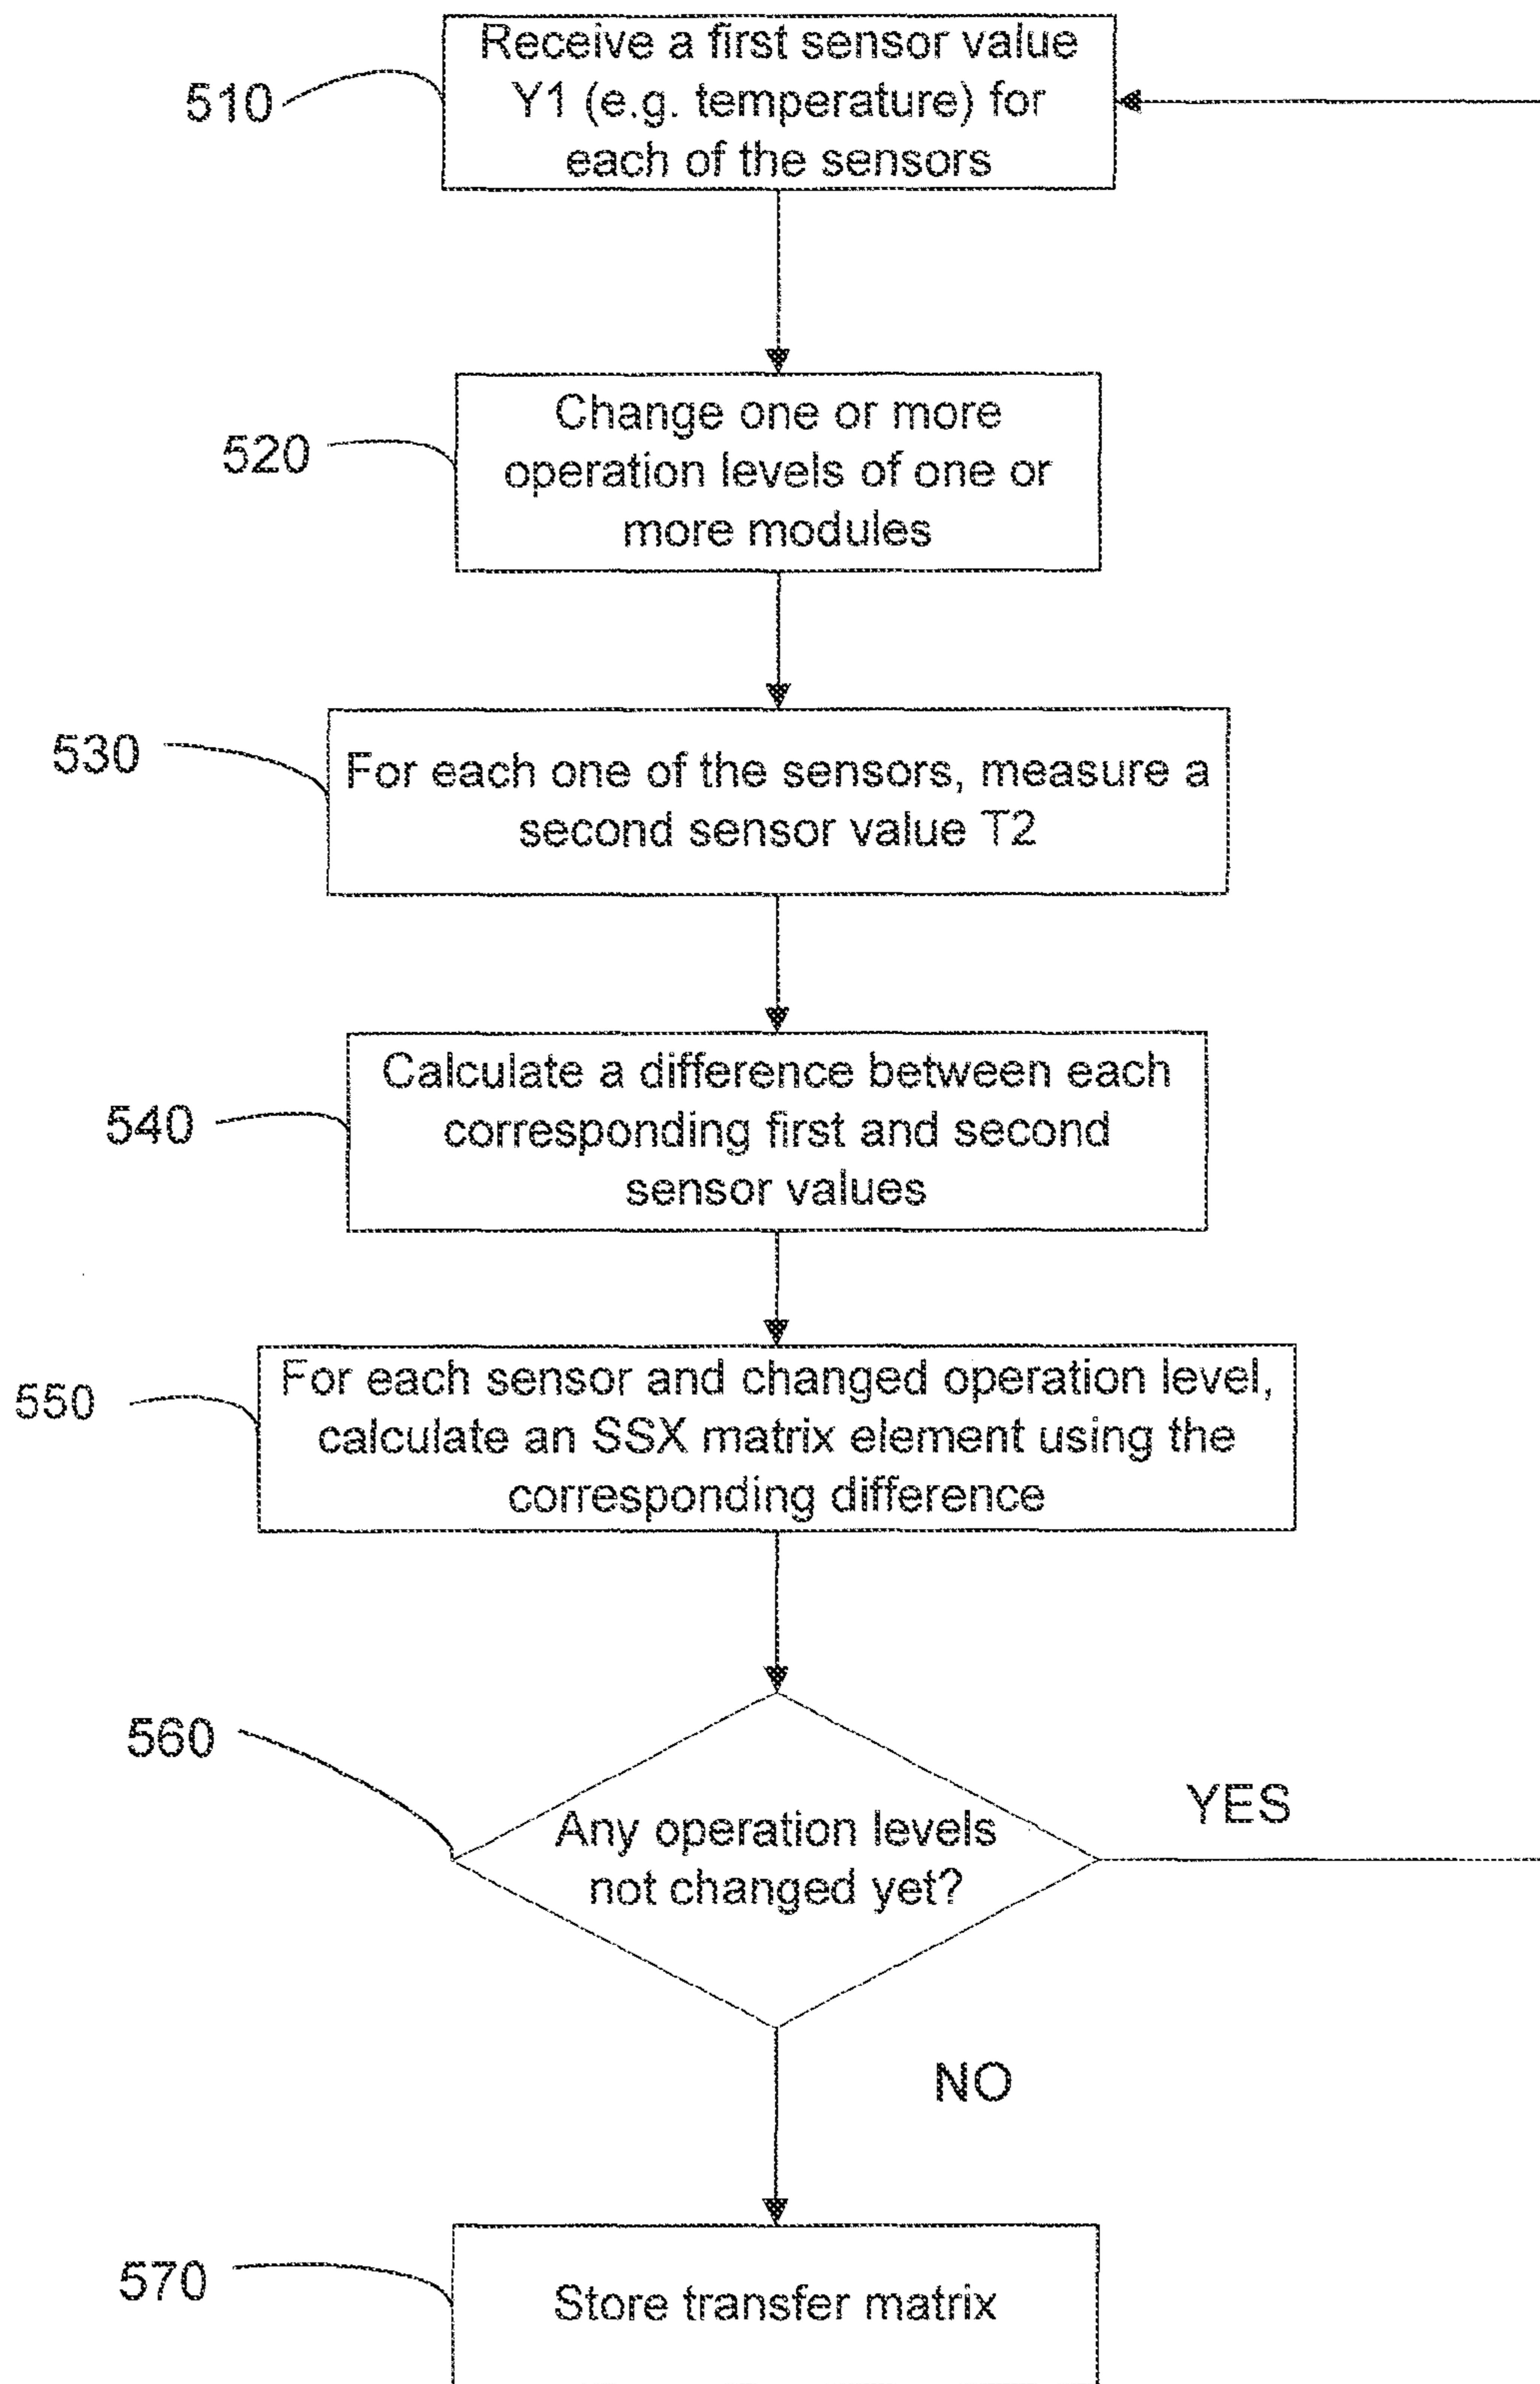 510
Receive a first sensor value
Y1 (e.g. temperature) for
each of the sensors
520
Change one or more
operation levels of one or
more modules
530
For each one of the sensors, measure a
second sensor value T2
540
Calculate a difference between each
corresponding first and second
sensor values
550
For each sensor and changed operation level,
calculate an SSX matrix element using the
corresponding difference
560
Any operation levels
not changed yet?
YES
NO
570
Store transfer matrix